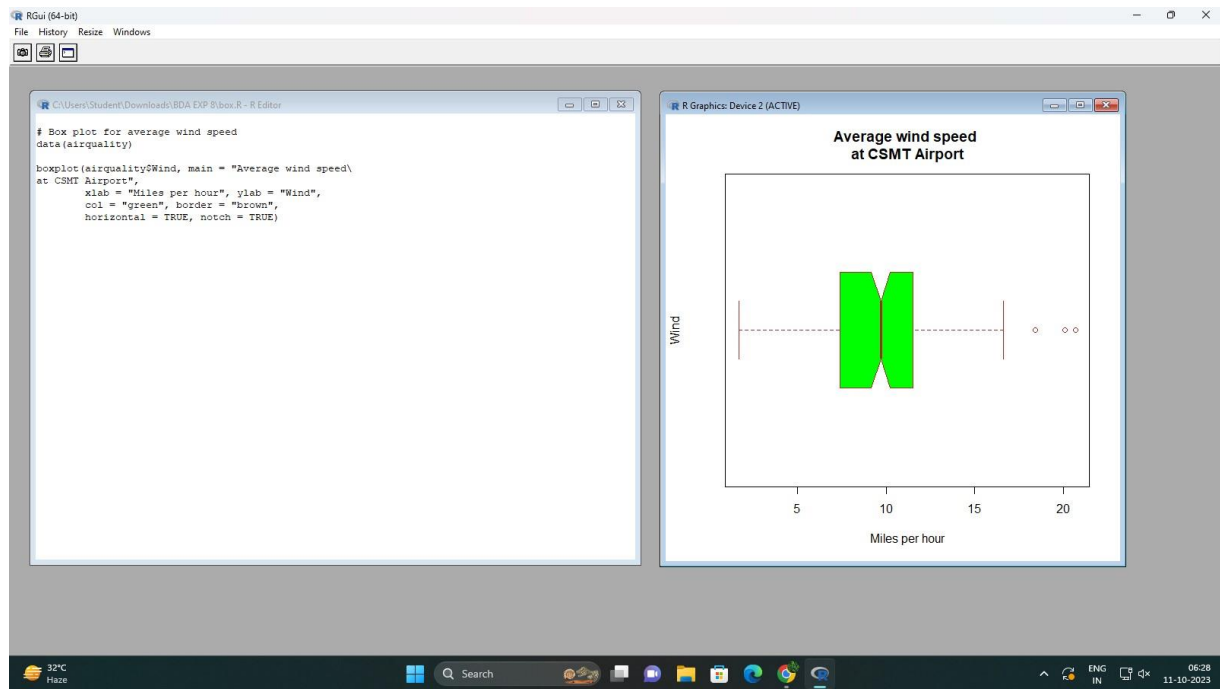 RGui (64-bit)
File History Resize Windows
C:\Users\Student\Downloads\BDA EXP 8\box.R - R Editor
# Box plot for average wind speed
data(airquality)
boxplot(airquality$Wind, main = "Average wind speed\
at CSMT Airport",
xlab = "Miles per hour", ylab = "Wind",
col = "green", border = "brown",
horizontal = TRUE, notch = TRUE)
R Graphics: Device 2 (ACTIVE)
Average wind speed
at CSMT Airport
Wind
5 10 15 20
Miles per hour
32°C
Haze
Search
ENG
IN
06:28
11-10-2023